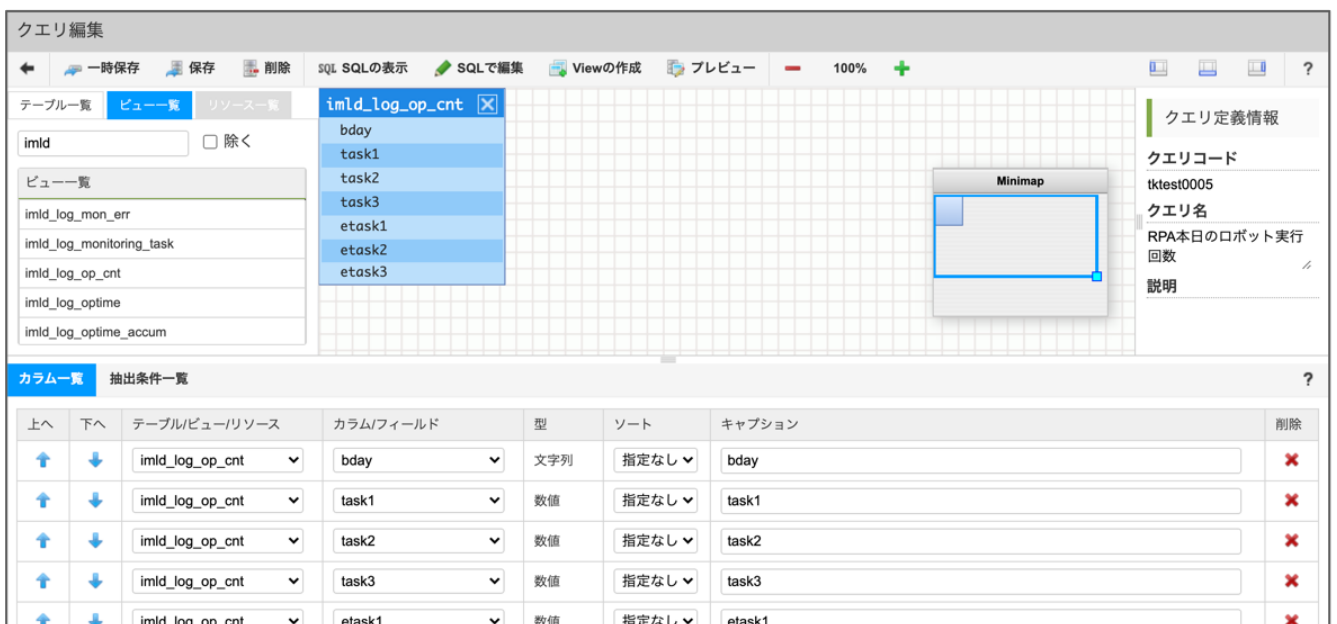 クエリ編集
一時保存 保存 削除 SQL SQLの表示 SQLで編集 Viewの作成 プレビュー 100% ?
テーブル一覧 ビュー一覧 リソース一覧
imld 除く
ビュー一覧
imld_log_mon_err
imld_log_monitoring_task
imld_log_op_cnt
imld_log_optime
imld_log_optime_accum
imld_log_op_cnt
bday
task1
task2
task3
etask1
etask2
etask3
Minimap
クエリ定義情報
クエリコード
tktest0005
クエリ名
RPA本日のロボット実行
回数
説明
カラム一覧 抽出条件一覧 ?
上へ 下へ テーブル/ビュー/リソース カラム/フィールド 型 ソート キャプション 削除
imld_log_op_cnt bday 文字列 指定なし bday
imld_log_op_cnt task1 数値 指定なし task1
imld_log_op_cnt task2 数値 指定なし task2
imld_log_op_cnt task3 数値 指定なし task3
imld_log_op_cnt etask1 数値 指定なし etask1